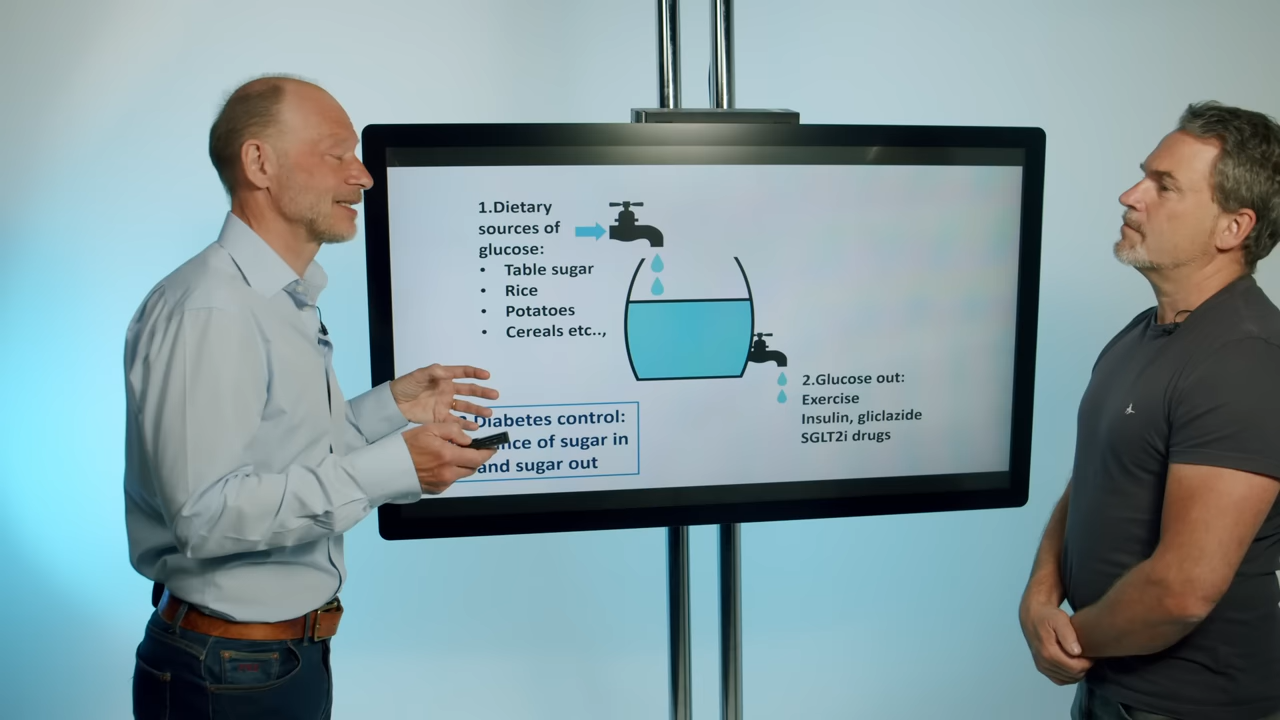 1.Dietary
sources of
glucose:
• Table sugar
• Rice
• Potatoes
• Cereals etc..,
2.Glucose out:
Exercise
Insulin, gliclazide
SGLT2i drugs
Diabetes control:
of sugar in
and sugar out